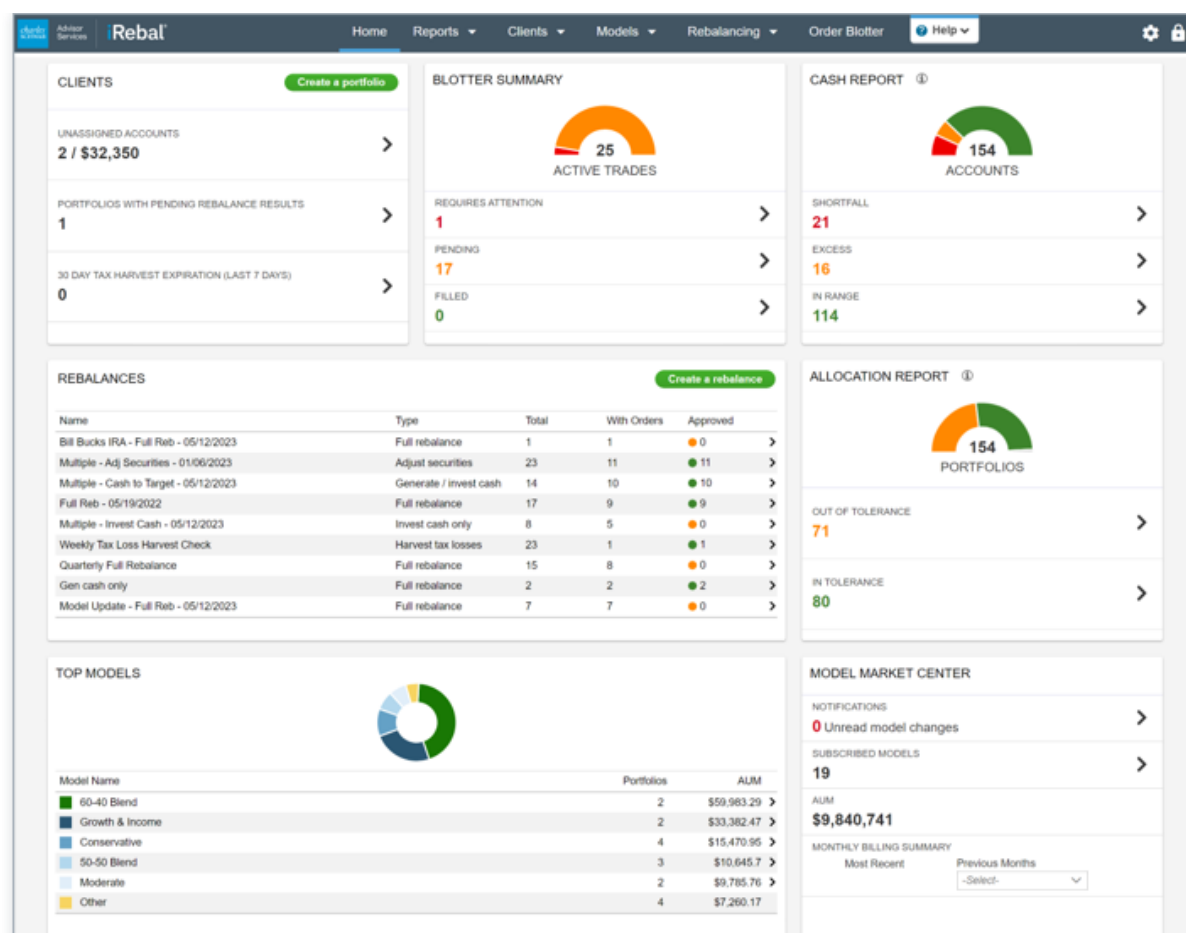 charles SCHWAB
Advisor Services
iRebal
Home Reports Clients Models Rebalancing Order Blotter Help
CLIENTS
Create a portfolio
UNASSIGNED ACCOUNTS
2 / $32,350
PORTFOLIOS WITH PENDING REBALANCE RESULTS
1
30 DAY TAX HARVEST EXPIRATION (LAST 7 DAYS)
0
BLOTTER SUMMARY
25
ACTIVE TRADES
REQUIRES ATTENTION
1
PENDING
17
FILLED
0
CASH REPORT
154
ACCOUNTS
SHORTFALL
21
EXCESS
16
IN RANGE
114
REBALANCES
Create a rebalance
Name Type Total With Orders Approved
Bill Bucks IRA - Full Reb - 05/12/2023 Full rebalance 1 1 0
Multiple - Adj Securities - 01/06/2023 Adjust securities 23 11 11
Multiple - Cash to Target - 05/12/2023 Generate / invest cash 14 10 10
Full Reb - 05/19/2022 Full rebalance 17 9 9
Multiple - Invest Cash - 05/12/2023 Invest cash only 8 5 0
Weekly Tax Loss Harvest Check Harvest tax losses 23 1 1
Quarterly Full Rebalance Full rebalance 15 8 0
Gen cash only Full rebalance 2 2 2
Model Update - Full Reb - 05/12/2023 Full rebalance 7 7 0
ALLOCATION REPORT
154
PORTFOLIOS
OUT OF TOLERANCE
71
IN TOLERANCE
80
TOP MODELS
Model Name Portfolios AUM
60-40 Blend 2 $59,983.29
Growth & Income 2 $33,382.47
Conservative 4 $15,470.95
50-50 Blend 3 $10,645.7
Moderate 2 $9,785.76
Other 4 $7,260.17
MODEL MARKET CENTER
NOTIFICATIONS
0 Unread model changes
SUBSCRIBED MODELS
19
AUM
$9,840,741
MONTHLY BILLING SUMMARY
Most Recent Previous Months
-Select-